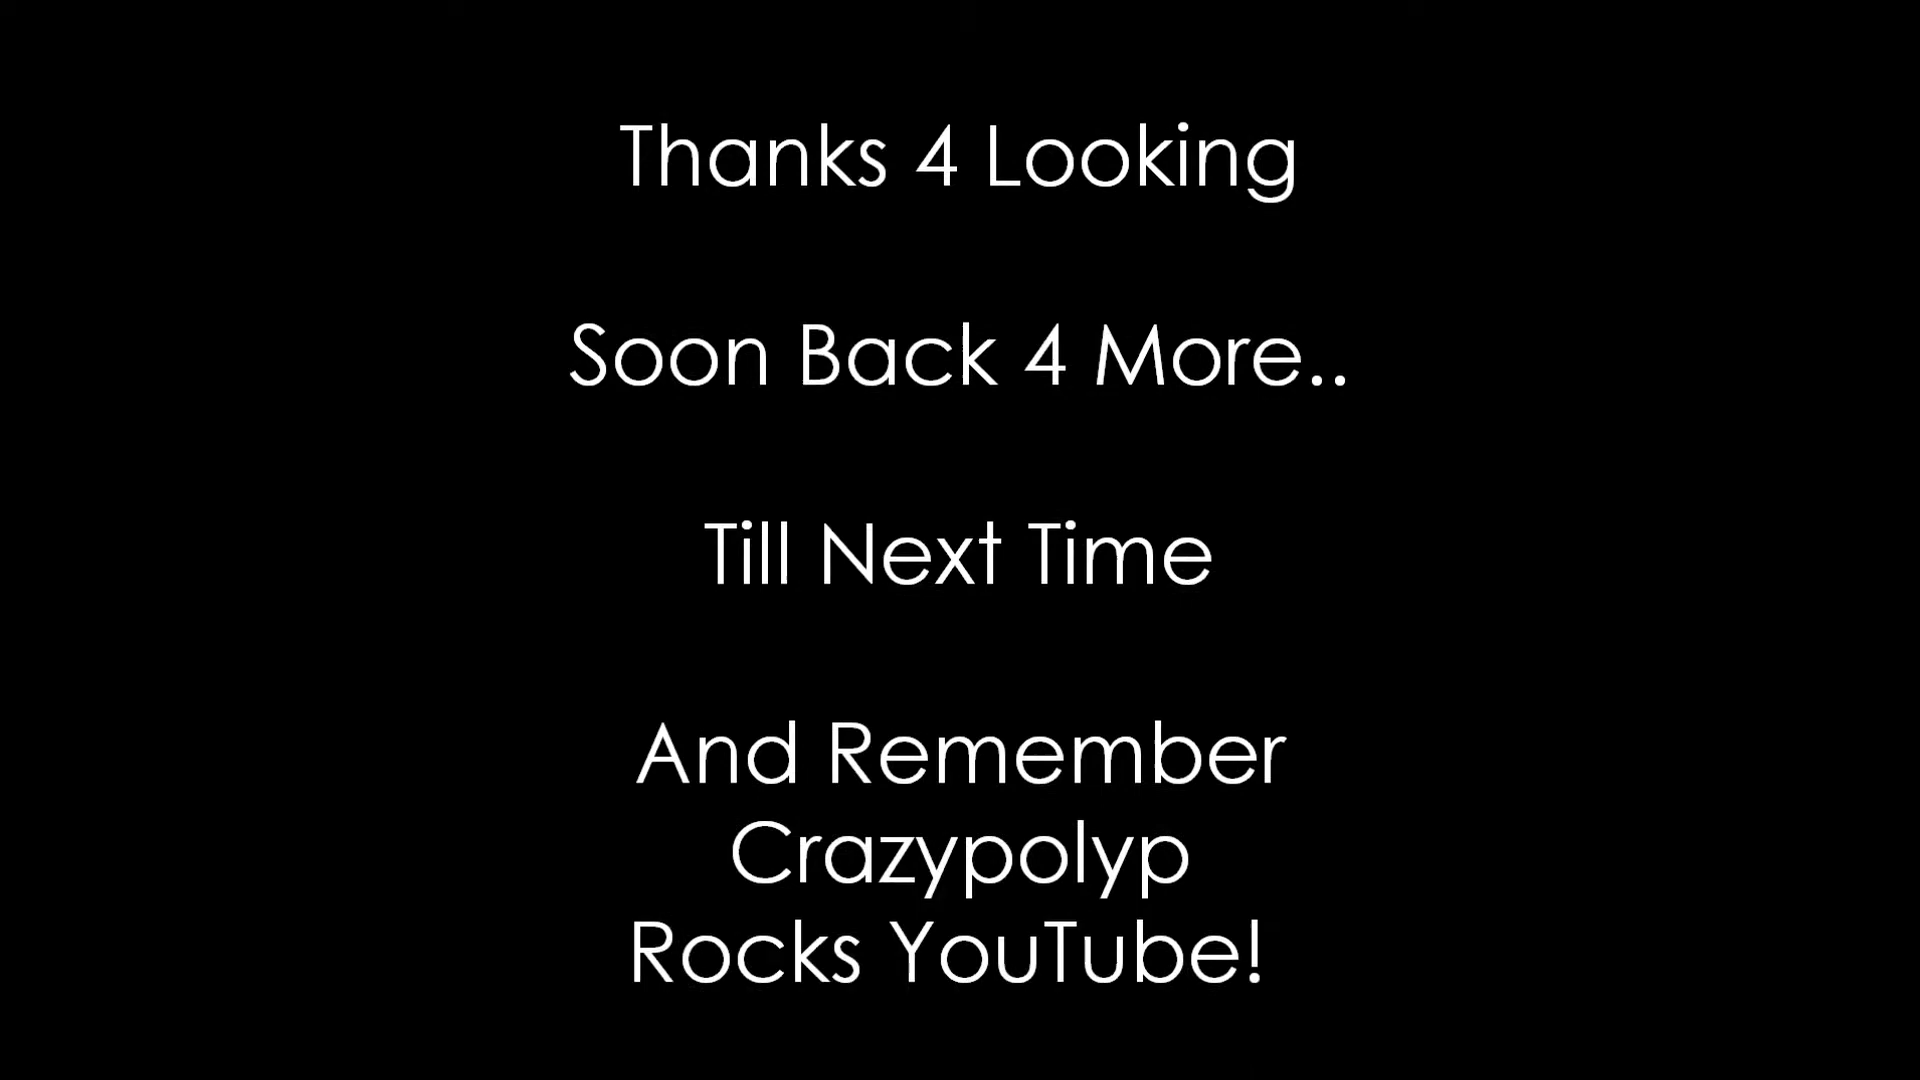 Thanks 4 Looking
Soon Back 4 More..
Till Next Time
And Remember
Crazypolyp
Rocks YouTube!